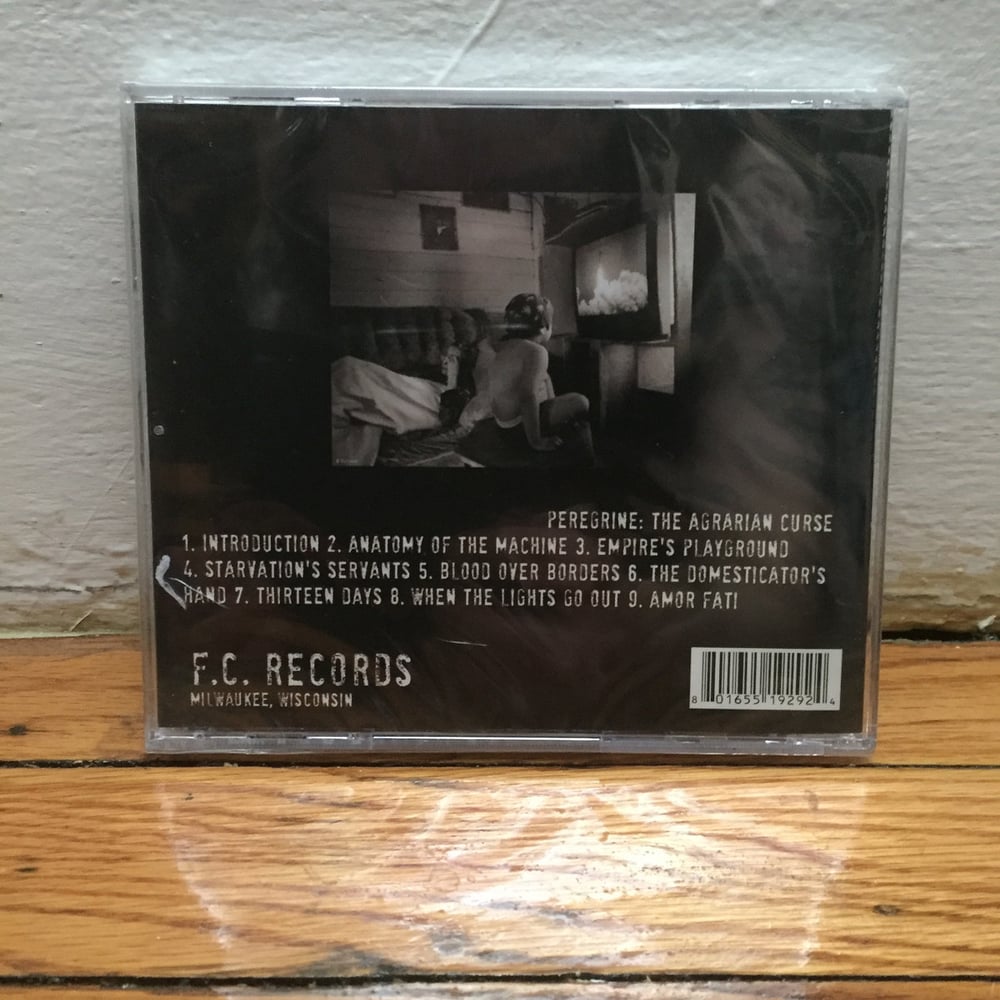 PEREGRINE: THE AGRARIAN CURSE
1. INTRODUCTION 2. ANATOMY OF THE MACHINE 3. EMPIRE'S PLAYGROUND
4. STARVATION'S SERVANTS 5. BLOOD OVER BORDERS 6. THE DOMESTICATOR'S
HAND 7. THIRTEEN DAYS 8. WHEN THE LIGHTS GO OUT 9. AMOR FATI
F.C. RECORDS
MILWAUKEE, WISCONSIN
8 01655 19292 4